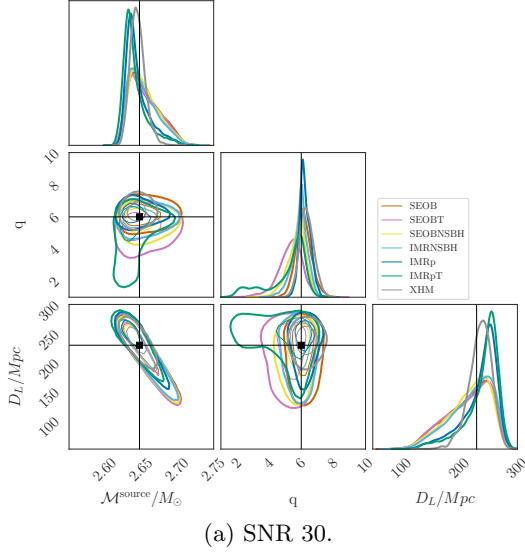 10
8
q
6
4
2
SEOB
SEOBT
SEOBNSBH
IMRNSBH
IMRp
IMRpT
XHM
300
250
D_L/Mpc
200
150
100
2.60 2.65 2.70 2.75
M^source/M_⊙
2 4 6 8 10
q
100 200 300
D_L/Mpc
(a) SNR 30.